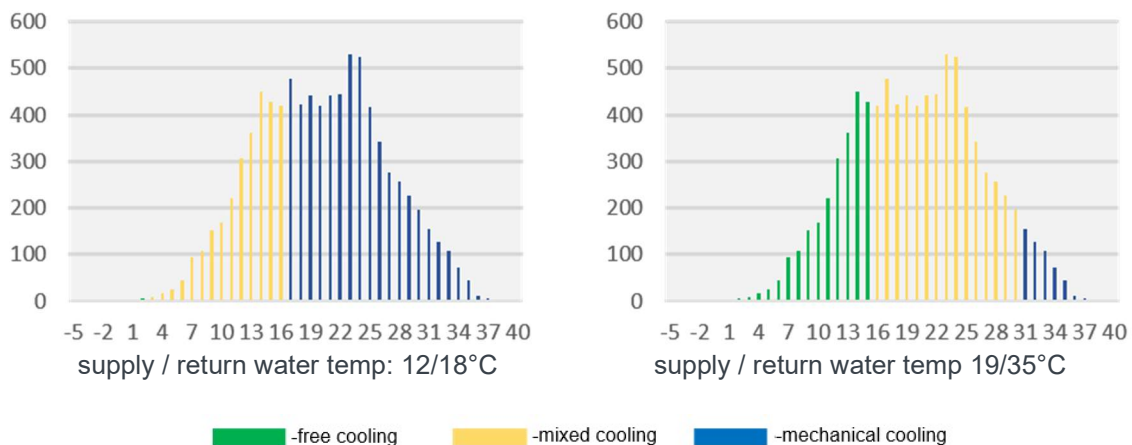 600
500
400
300
200
100
0
-5 -2 1 4 7 10 13 16 19 22 25 28 31 34 37 40
supply / return water temp: 12/18°C
600
500
400
300
200
100
0
-5 -2 1 4 7 10 13 16 19 22 25 28 31 34 37 40
supply / return water temp 19/35°C
-free cooling -mixed cooling -mechanical cooling